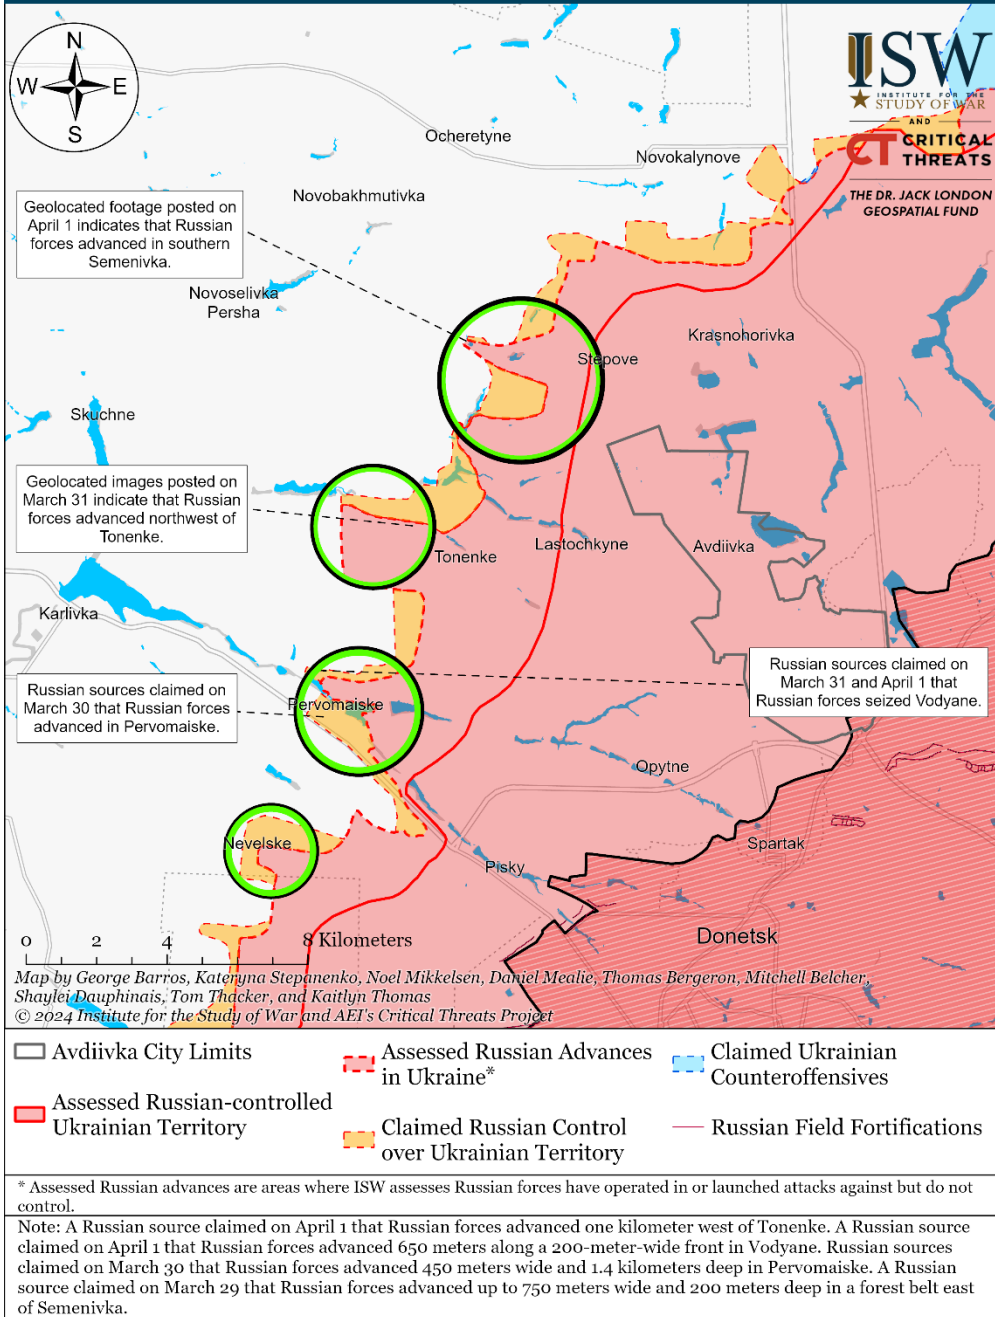 N
W
E
S
ISW
INSTITUTE FOR THE
STUDY OF WAR
AND
CT CRITICAL
THREATS
THE DR. JACK LONDON
GEOSPATIAL FUND
Ocheretyne
Novokalynove
Novobakhmutivka
Geolocated footage posted on
April 1 indicates that Russian
forces advanced in southern
Semenivka.
Novoselivka
Persha
Krasnohorivka
Stepove
Skuchne
Geolocated images posted on
March 31 indicate that Russian
forces advanced northwest of
Tonenke.
Tonenke
Lastochkyne
Avdiivka
Karlivka
Russian sources claimed on
March 31 and April 1 that
Russian forces seized Vodyane.
Russian sources claimed on
March 30 that Russian forces
advanced in Pervomaiske.
Pervomaiske
Opytne
Nevelske
Spartak
Pisky
Donetsk
0 2 4 8 Kilometers
Map by George Barros, Kateryna Stepanenko, Noel Mikkelsen, Daniel Mealie, Thomas Bergeron, Mitchell Belcher,
Shaylei Dauphinais, Tom Thacker, and Kaitlyn Thomas
© 2024 Institute for the Study of War and AEI's Critical Threats Project
Avdiivka City Limits
Assessed Russian-controlled
Ukrainian Territory
Assessed Russian Advances
in Ukraine*
Claimed Russian Control
over Ukrainian Territory
Claimed Ukrainian
Counteroffensives
Russian Field Fortifications
* Assessed Russian advances are areas where ISW assesses Russian forces have operated in or launched attacks against but do not
control.
Note: A Russian source claimed on April 1 that Russian forces advanced one kilometer west of Tonenke. A Russian source
claimed on April 1 that Russian forces advanced 650 meters along a 200-meter-wide front in Vodyane. Russian sources
claimed on March 30 that Russian forces advanced 450 meters wide and 1.4 kilometers deep in Pervomaiske. A Russian
source claimed on March 29 that Russian forces advanced up to 750 meters wide and 200 meters deep in a forest belt east
of Semenivka.